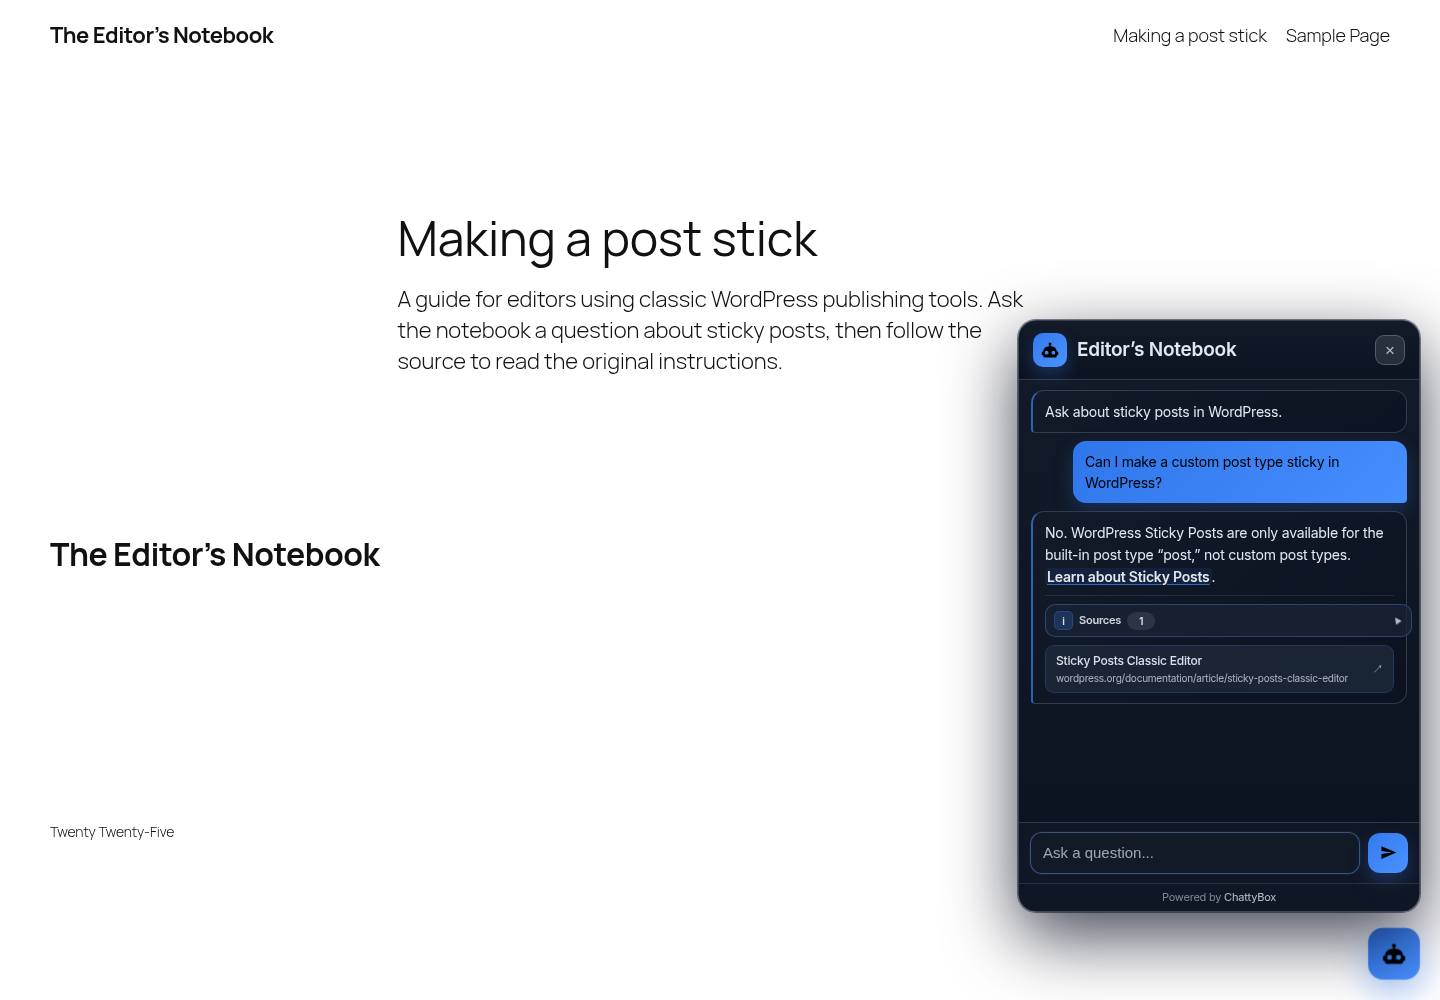 The Editor’s Notebook
Making a post stick
Sample Page
Making a post stick
A guide for editors using classic WordPress publishing tools. Ask
the notebook a question about sticky posts, then follow the
source to read the original instructions.
The Editor’s Notebook
Twenty Twenty-Five
Editor’s Notebook
Ask about sticky posts in WordPress.
Can I make a custom post type sticky in
WordPress?
No. WordPress Sticky Posts are only available for the
built-in post type “post,” not custom post types.
Learn about Sticky Posts.
i Sources 1
Sticky Posts Classic Editor
wordpress.org/documentation/article/sticky-posts-classic-editor
Ask a question...
Powered by ChattyBox